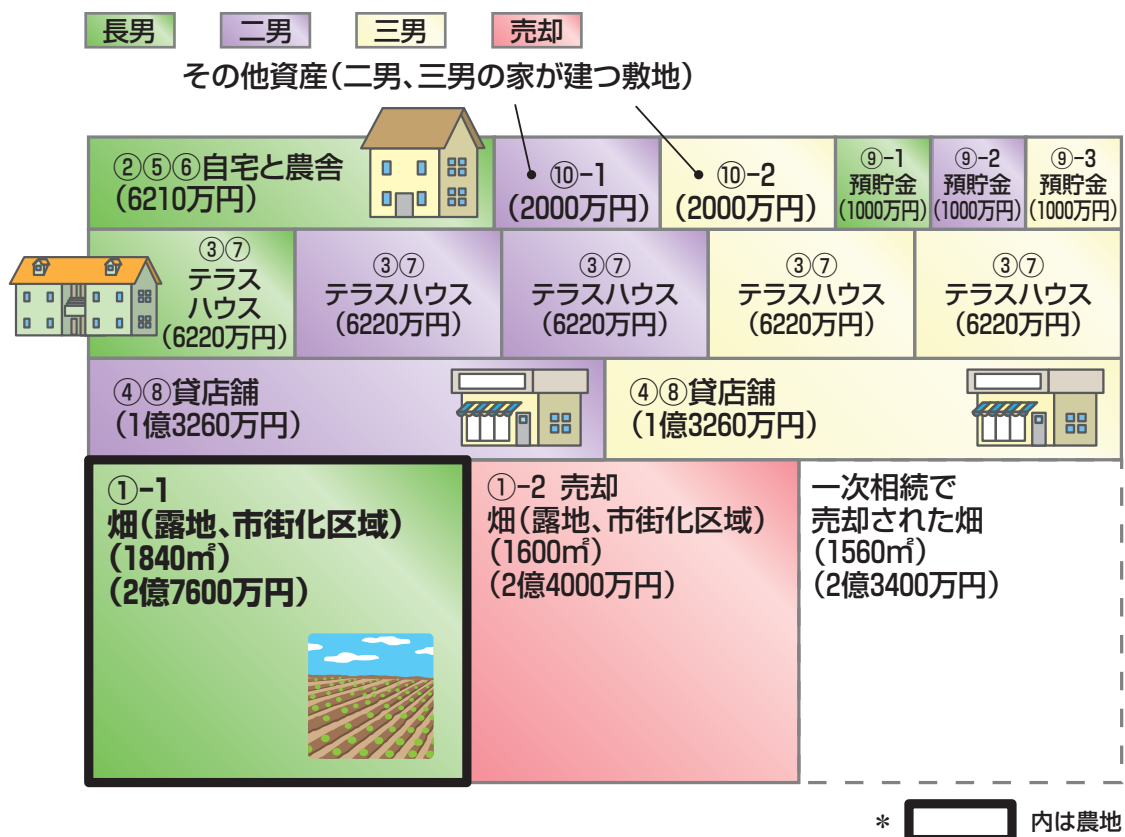 長男 二男 三男 売却
その他資産(二男、三男の家が建つ敷地)
②⑤⑥自宅と農舎
(6210万円)
⑩-1
(2000万円)
⑩-2
(2000万円)
⑨-1
預貯金
(1000万円)
⑨-2
預貯金
(1000万円)
⑨-3
預貯金
(1000万円)
③⑦
テラス
ハウス
(6220万円)
③⑦
テラスハウス
(6220万円)
③⑦
テラスハウス
(6220万円)
③⑦
テラスハウス
(6220万円)
③⑦
テラスハウス
(6220万円)
④⑧貸店舗
(1億3260万円)
④⑧貸店舗
(1億3260万円)
①-1
畑(露地、市街化区域)
(1840㎡)
(2億7600万円)
①-2 売却
畑(露地、市街化区域)
(1600㎡)
(2億4000万円)
一次相続で
売却された畑
(1560㎡)
(2億3400万円)
* 内は農地